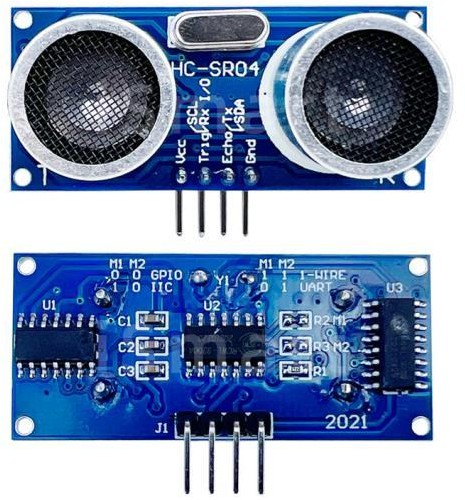 HC-SR04
Vcc
Trig/Rx/SCL I/O
Echo/Tx/SDA
Gnd
T
R
M1 M2 M1 M2
0 0 GPIO Y1 1 1 1-WIRE
1 0 IIC 0 1 UART
U1 U2 U3
C1 R2 M1
C2 R3 M2
C3 R1
J1 2021